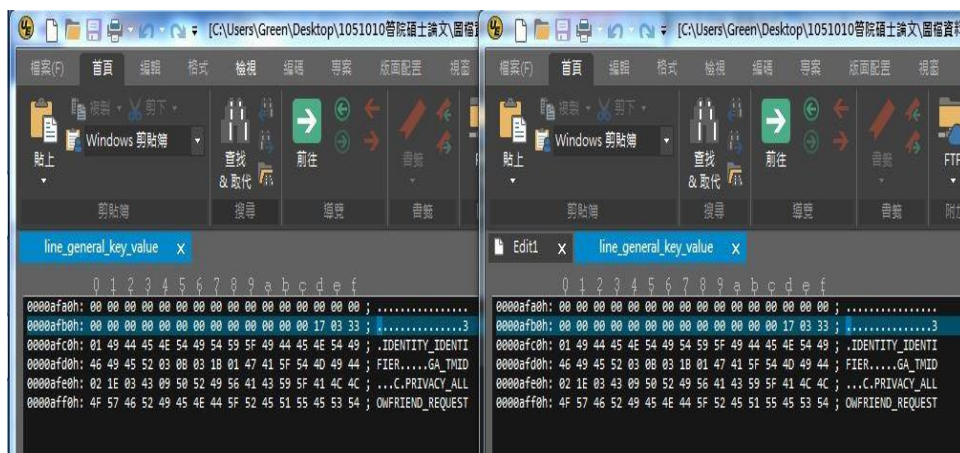 [C:\Users\Green\Desktop\1051010管院碩士論文\圖檔資
檔案(F) 首頁 編輯 格式 檢視 編碼 專案 版面配置 視窗
複製 剪下
Windows 剪貼簿
貼上 查找 & 取代 前往 書籤
剪貼簿 搜尋 導覽 書籤
line_general_key_value x
0 1 2 3 4 5 6 7 8 9 a b c d e f
0000afa0h: 00 00 00 00 00 00 00 00 00 00 00 00 00 00 00 00 ; ................
0000afb0h: 00 00 00 00 00 00 00 00 00 00 00 00 00 17 03 33 ; ...............3
0000afc0h: 01 49 44 45 4E 54 49 54 59 5F 49 44 45 4E 54 49 ; .IDENTITY_IDENTI
0000afd0h: 46 49 45 52 03 0B 03 1B 01 47 41 5F 54 4D 49 44 ; FIER.....GA_TMID
0000afe0h: 02 1E 03 43 09 50 52 49 56 41 43 59 5F 41 4C 4C ; ...C.PRIVACY_ALL
0000aff0h: 4F 57 46 52 49 45 4E 44 5F 52 45 51 55 45 53 54 ; OWFRIEND_REQUEST
[C:\Users\Green\Desktop\1051010管院碩士論文\圖檔資料
檔案(F) 首頁 編輯 格式 檢視 編碼 專案 版面配置 視窗
複製 剪下
Windows 剪貼簿
貼上 查找 & 取代 前往 書籤 FTP
剪貼簿 搜尋 導覽 書籤 附加
Edit1 x line_general_key_value x
0 1 2 3 4 5 6 7 8 9 a b c d e f
0000afa0h: 00 00 00 00 00 00 00 00 00 00 00 00 00 00 00 00 ; ................
0000afb0h: 00 00 00 00 00 00 00 00 00 00 00 00 00 17 03 33 ; ...............3
0000afc0h: 01 49 44 45 4E 54 49 54 59 5F 49 44 45 4E 54 49 ; .IDENTITY_IDENTI
0000afd0h: 46 49 45 52 03 0B 03 1B 01 47 41 5F 54 4D 49 44 ; FIER.....GA_TMID
0000afe0h: 02 1E 03 43 09 50 52 49 56 41 43 59 5F 41 4C 4C ; ...C.PRIVACY_ALL
0000aff0h: 4F 57 46 52 49 45 4E 44 5F 52 45 51 55 45 53 54 ; OWFRIEND_REQUEST